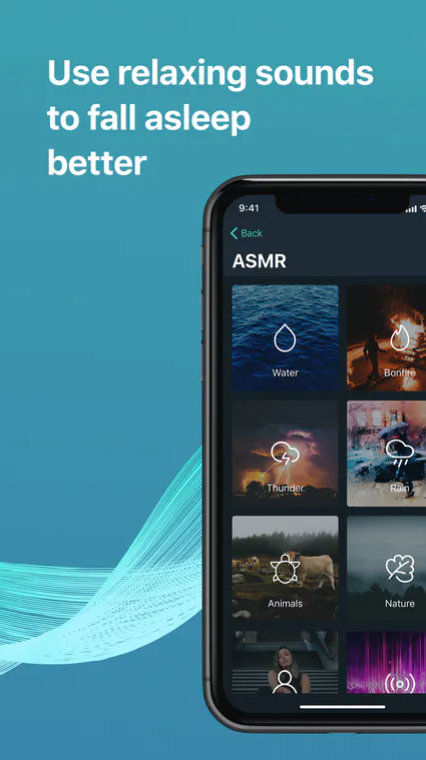 Use relaxing sounds
to fall asleep
better
9:41
Back
ASMR
Water
Bonfire
Thunder
Rain
Animals
Nature